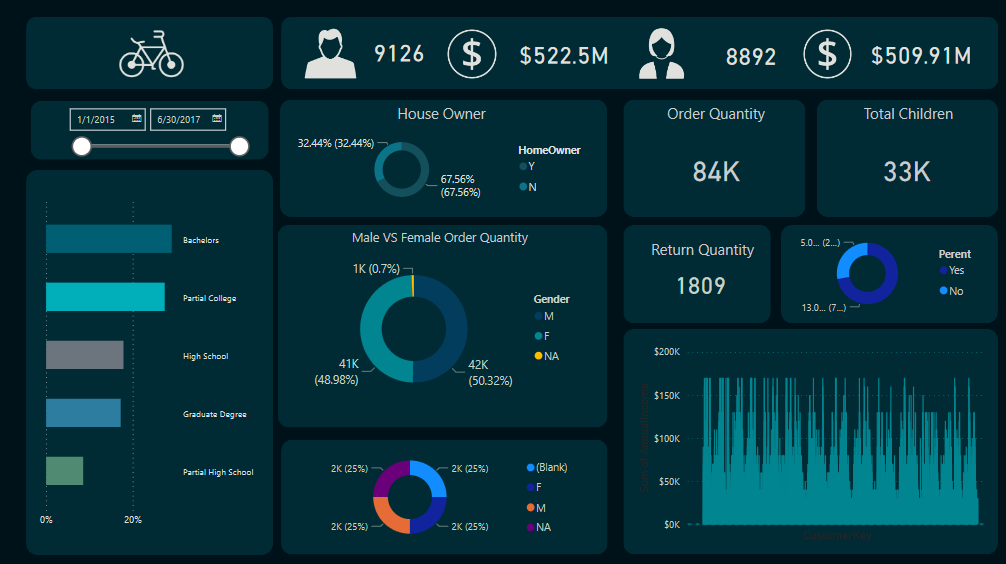 9126
$522.5M
8892
$509.91M
1/1/2015
6/30/2017
House Owner
32.44% (32.44%)
67.56%
(67.56%)
HomeOwner
Y
N
Order Quantity
84K
Total Children
33K
Bachelors
Partial College
High School
Graduate Degree
Partial High School
0%
20%
Male VS Female Order Quantity
1K (0.7%)
41K
(48.98%)
42K
(50.32%)
Gender
M
F
NA
Return Quantity
1809
5.0... (2...)
13.0... (7...)
Perent
Yes
No
2K (25%)
2K (25%)
2K (25%)
2K (25%)
(Blank)
F
M
NA
$200K
$150K
$100K
$50K
$0K